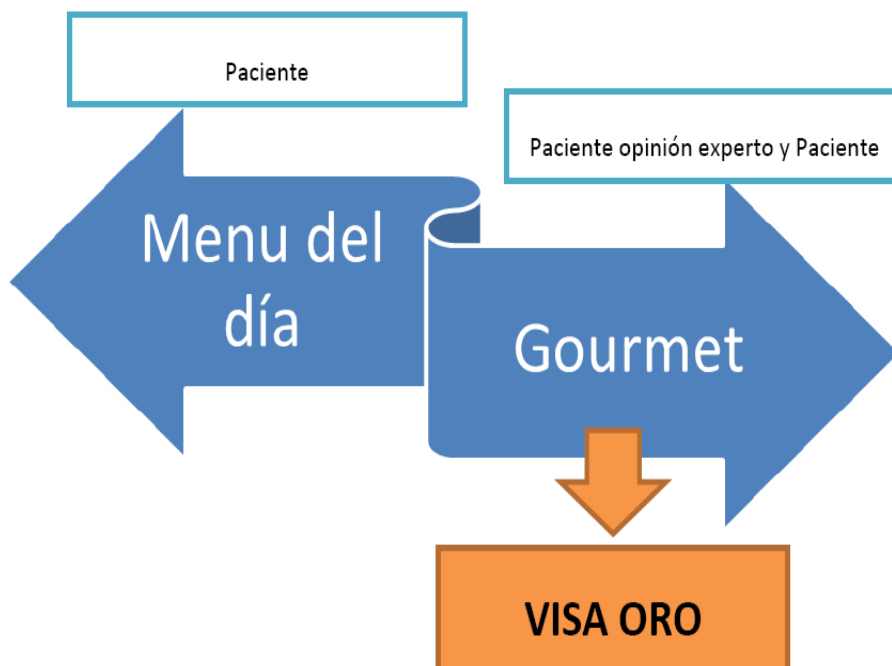 Paciente
Paciente opinión experto y Paciente
Menu del
día
Gourmet
VISA ORO